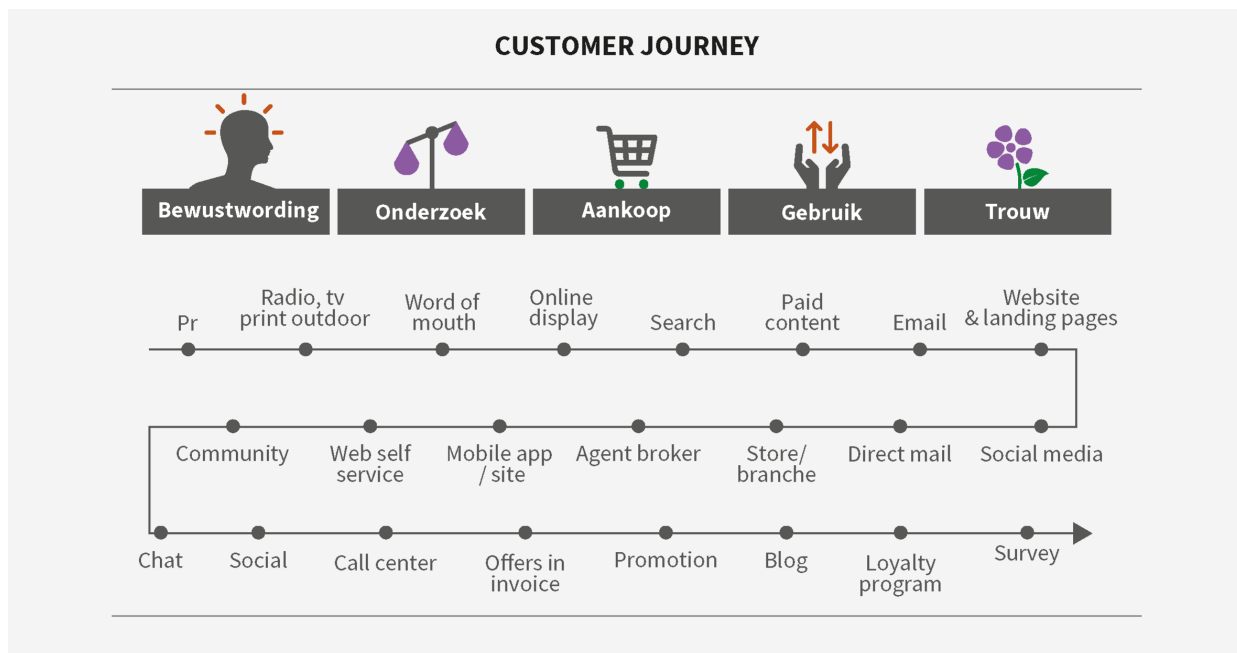 CUSTOMER JOURNEY
Bewustwording
Onderzoek
Aankoop
Gebruik
Trouw
Pr
Radio, tv
print outdoor
Word of
mouth
Online
display
Search
Paid
content
Email
Website
& landing pages
Community
Web self
service
Mobile app
/ site
Agent broker
Store/
branche
Direct mail
Social media
Chat
Social
Call center
Offers in
invoice
Promotion
Blog
Loyalty
program
Survey